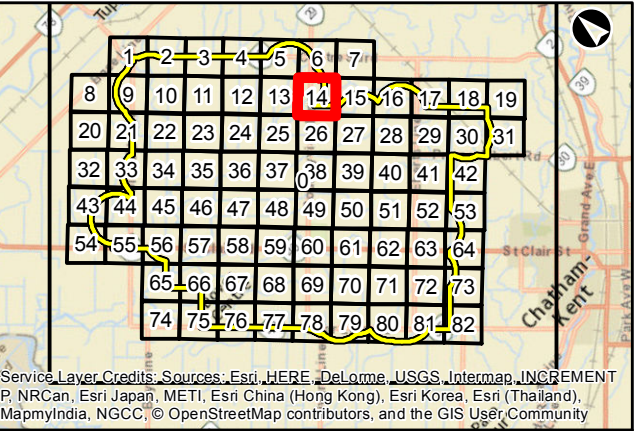 29
40
1 2 3 4 5 6 7
8 9 10 11 12 13 14 15 16 17 18 19
20 21 22 23 24 25 26 27 28 29 30 31
32 33 34 35 36 37 38 39 40 41 42
0
43 44 45 46 47 48 49 50 51 52 53
54 55 56 57 58 59 60 61 62 63 64
65 66 67 68 69 70 71 72 73
74 75 76 77 78 79 80 81 82
Grand Ave E
St Clair St
Chatham-
Kent
Park Ave W
Service Layer Credits: Sources: Esri, HERE, DeLorme, USGS, Intermap, INCREMENT
P, NRCan, Esri Japan, METI, Esri China (Hong Kong), Esri Korea, Esri (Thailand),
MapmyIndia, NGCC, © OpenStreetMap contributors, and the GIS User Community